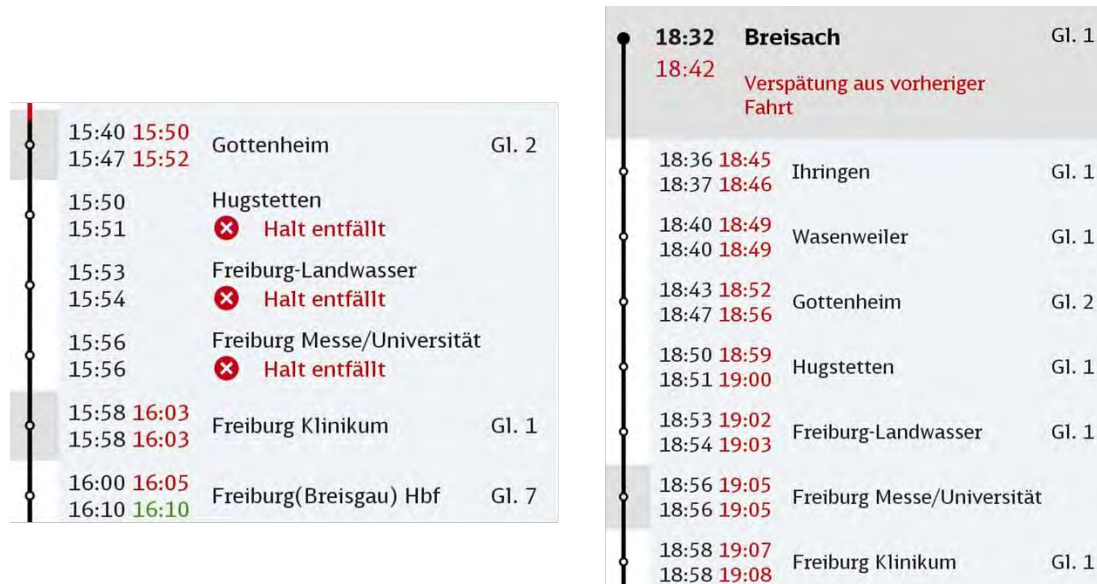 15:40 15:50
15:47 15:52
Gottenheim
Gl. 2
15:50
15:51
Hugstetten
Halt entfällt
15:53
15:54
Freiburg-Landwasser
Halt entfällt
15:56
15:56
Freiburg Messe/Universität
Halt entfällt
15:58 16:03
15:58 16:03
Freiburg Klinikum
Gl. 1
16:00 16:05
16:10 16:10
Freiburg(Breisgau) Hbf
Gl. 7
18:32 Breisach Gl. 1
18:42
Verspätung aus vorheriger
Fahrt
18:36 18:45
18:37 18:46
Ihringen
Gl. 1
18:40 18:49
18:40 18:49
Wasenweiler
Gl. 1
18:43 18:52
18:47 18:56
Gottenheim
Gl. 2
18:50 18:59
18:51 19:00
Hugstetten
Gl. 1
18:53 19:02
18:54 19:03
Freiburg-Landwasser
Gl. 1
18:56 19:05
18:56 19:05
Freiburg Messe/Universität
18:58 19:07
18:58 19:08
Freiburg Klinikum
Gl. 1